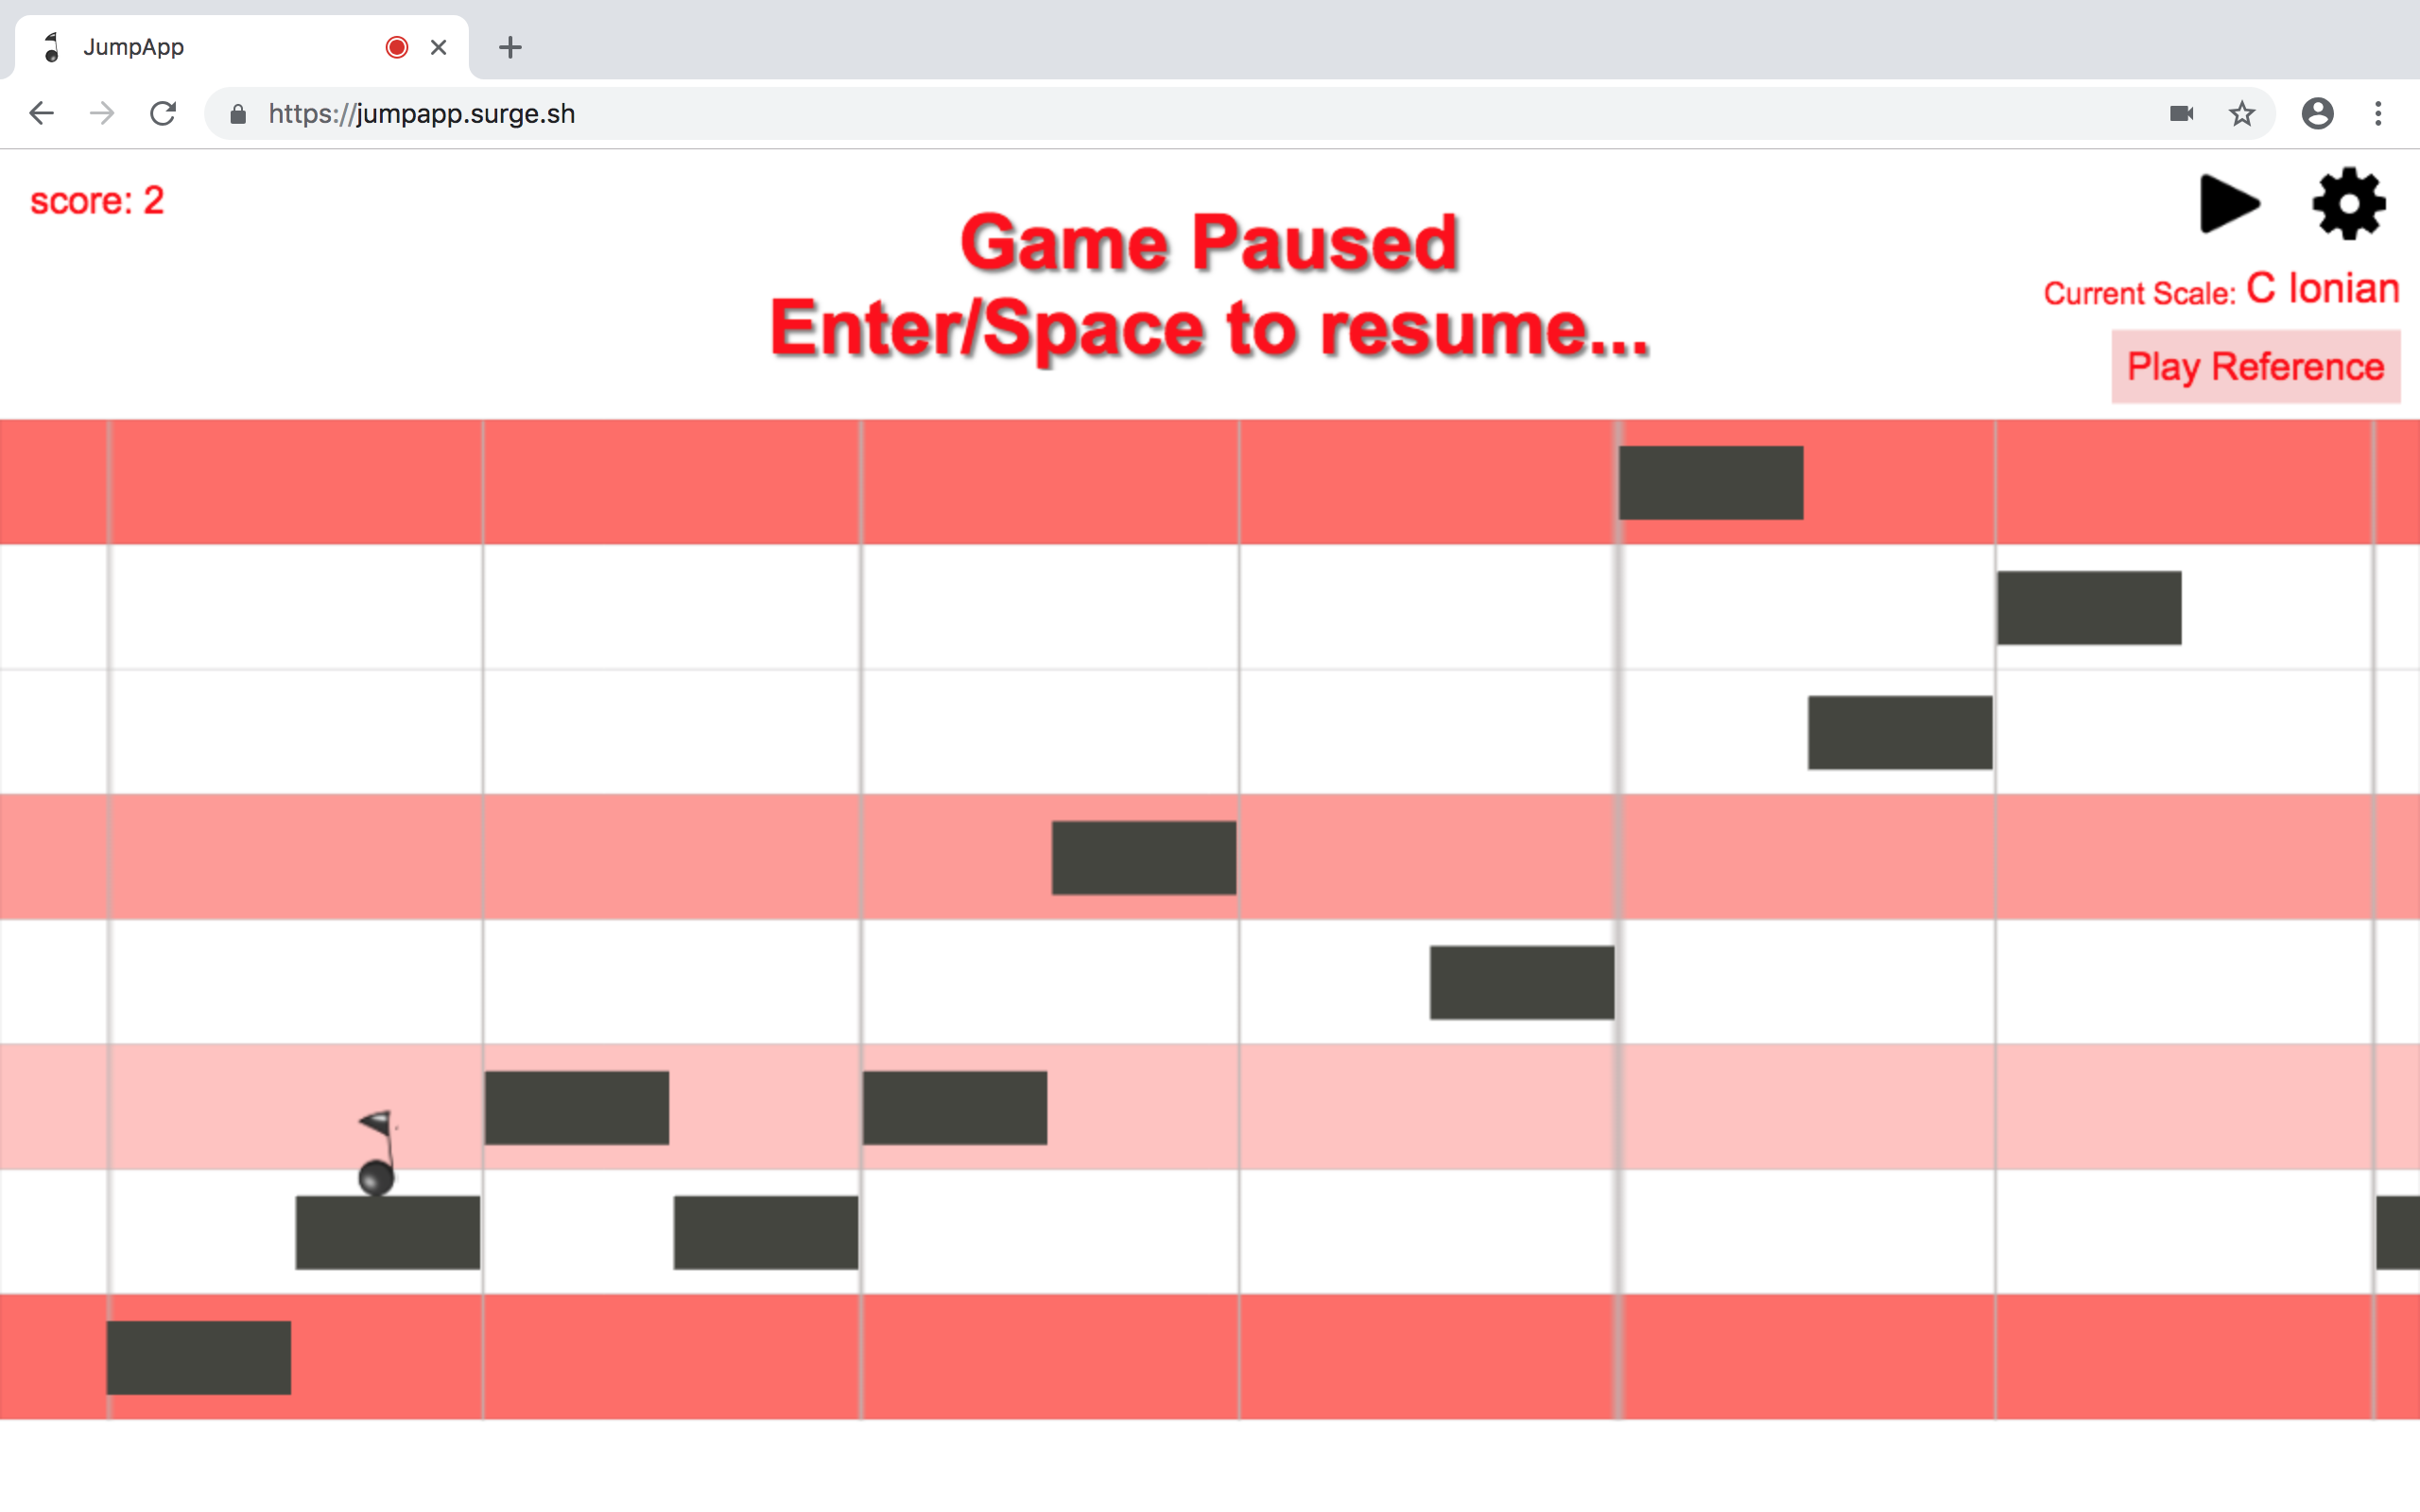 JumpApp
https://jumpapp.surge.sh
score: 2
Game Paused
Enter/Space to resume...
Current Scale: C Ionian
Play Reference